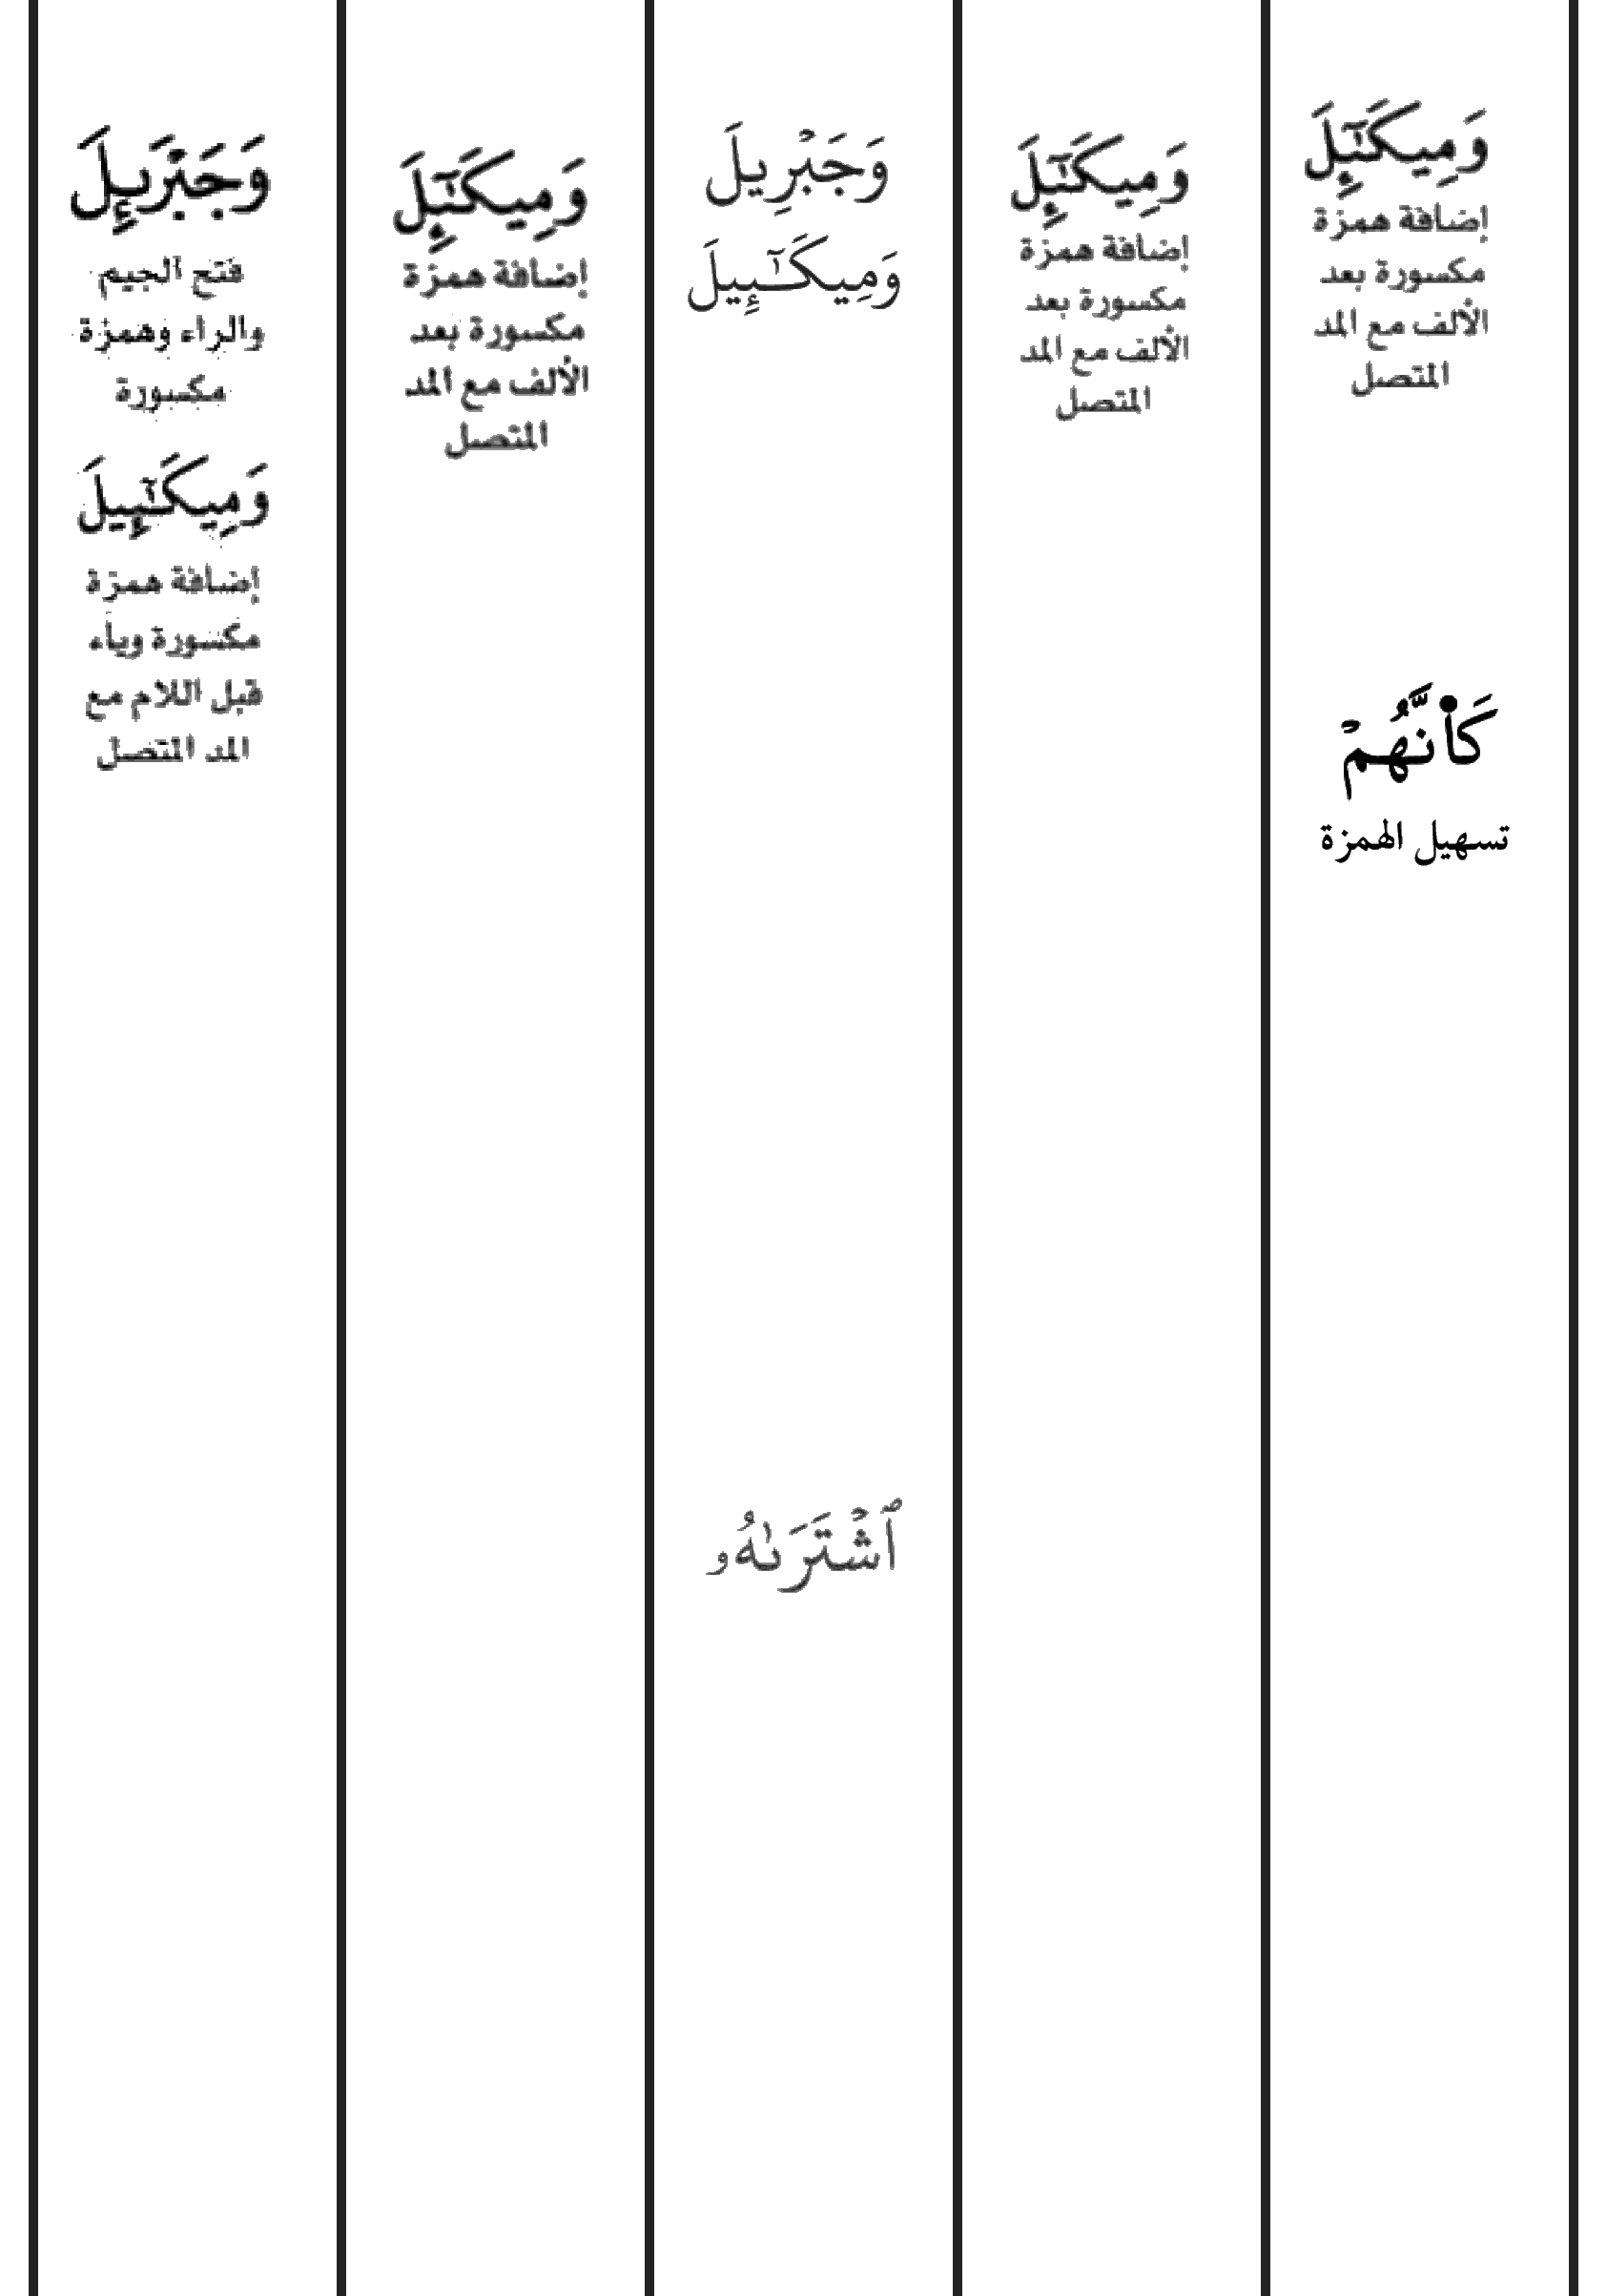 وَمِيكَـٰٓئِلَ
إضافة همزة
مكسورة بعد
الألف مع المد
المتصل
كَأَنَّهُمْ
تسهيل الهمزة
وَمِيكَـٰٓئِلَ
إضافة همزة
مكسورة بعد
الألف مع المد
المتصل
وَجَبْرِيلَ
وَمِيكَـٰٓئِيلَ
ٱشْتَرَىٰهُۥ
وَمِيكَـٰٓئِلَ
إضافة همزة
مكسورة بعد
الألف مع المد
المتصل
وَجَبْرَئِيلَ
فتح الجيم
والراء وهمزة
مكسورة
وَمِيكَـٰٓئِيلَ
إضافة همزة
مكسورة وياء
قبل اللام مع
المد المتصل